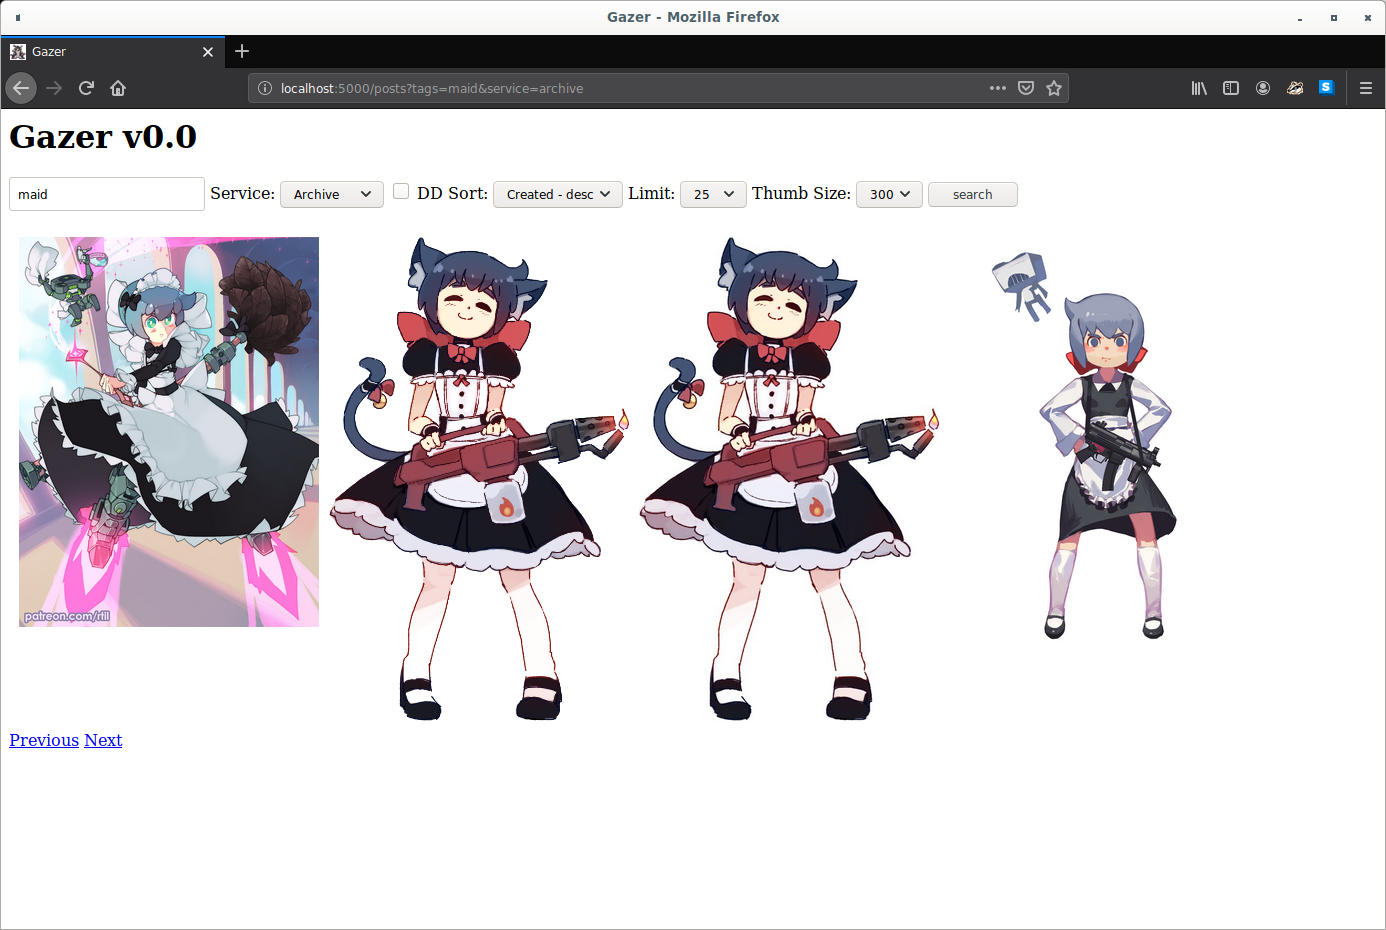 Gazer - Mozilla Firefox
Gazer
localhost:5000/posts?tags=maid&service=archive
S
Gazer v0.0
maid Service: Archive DD Sort: Created - desc Limit: 25 Thumb Size: 300 search
patreon.com/rill
Previous Next